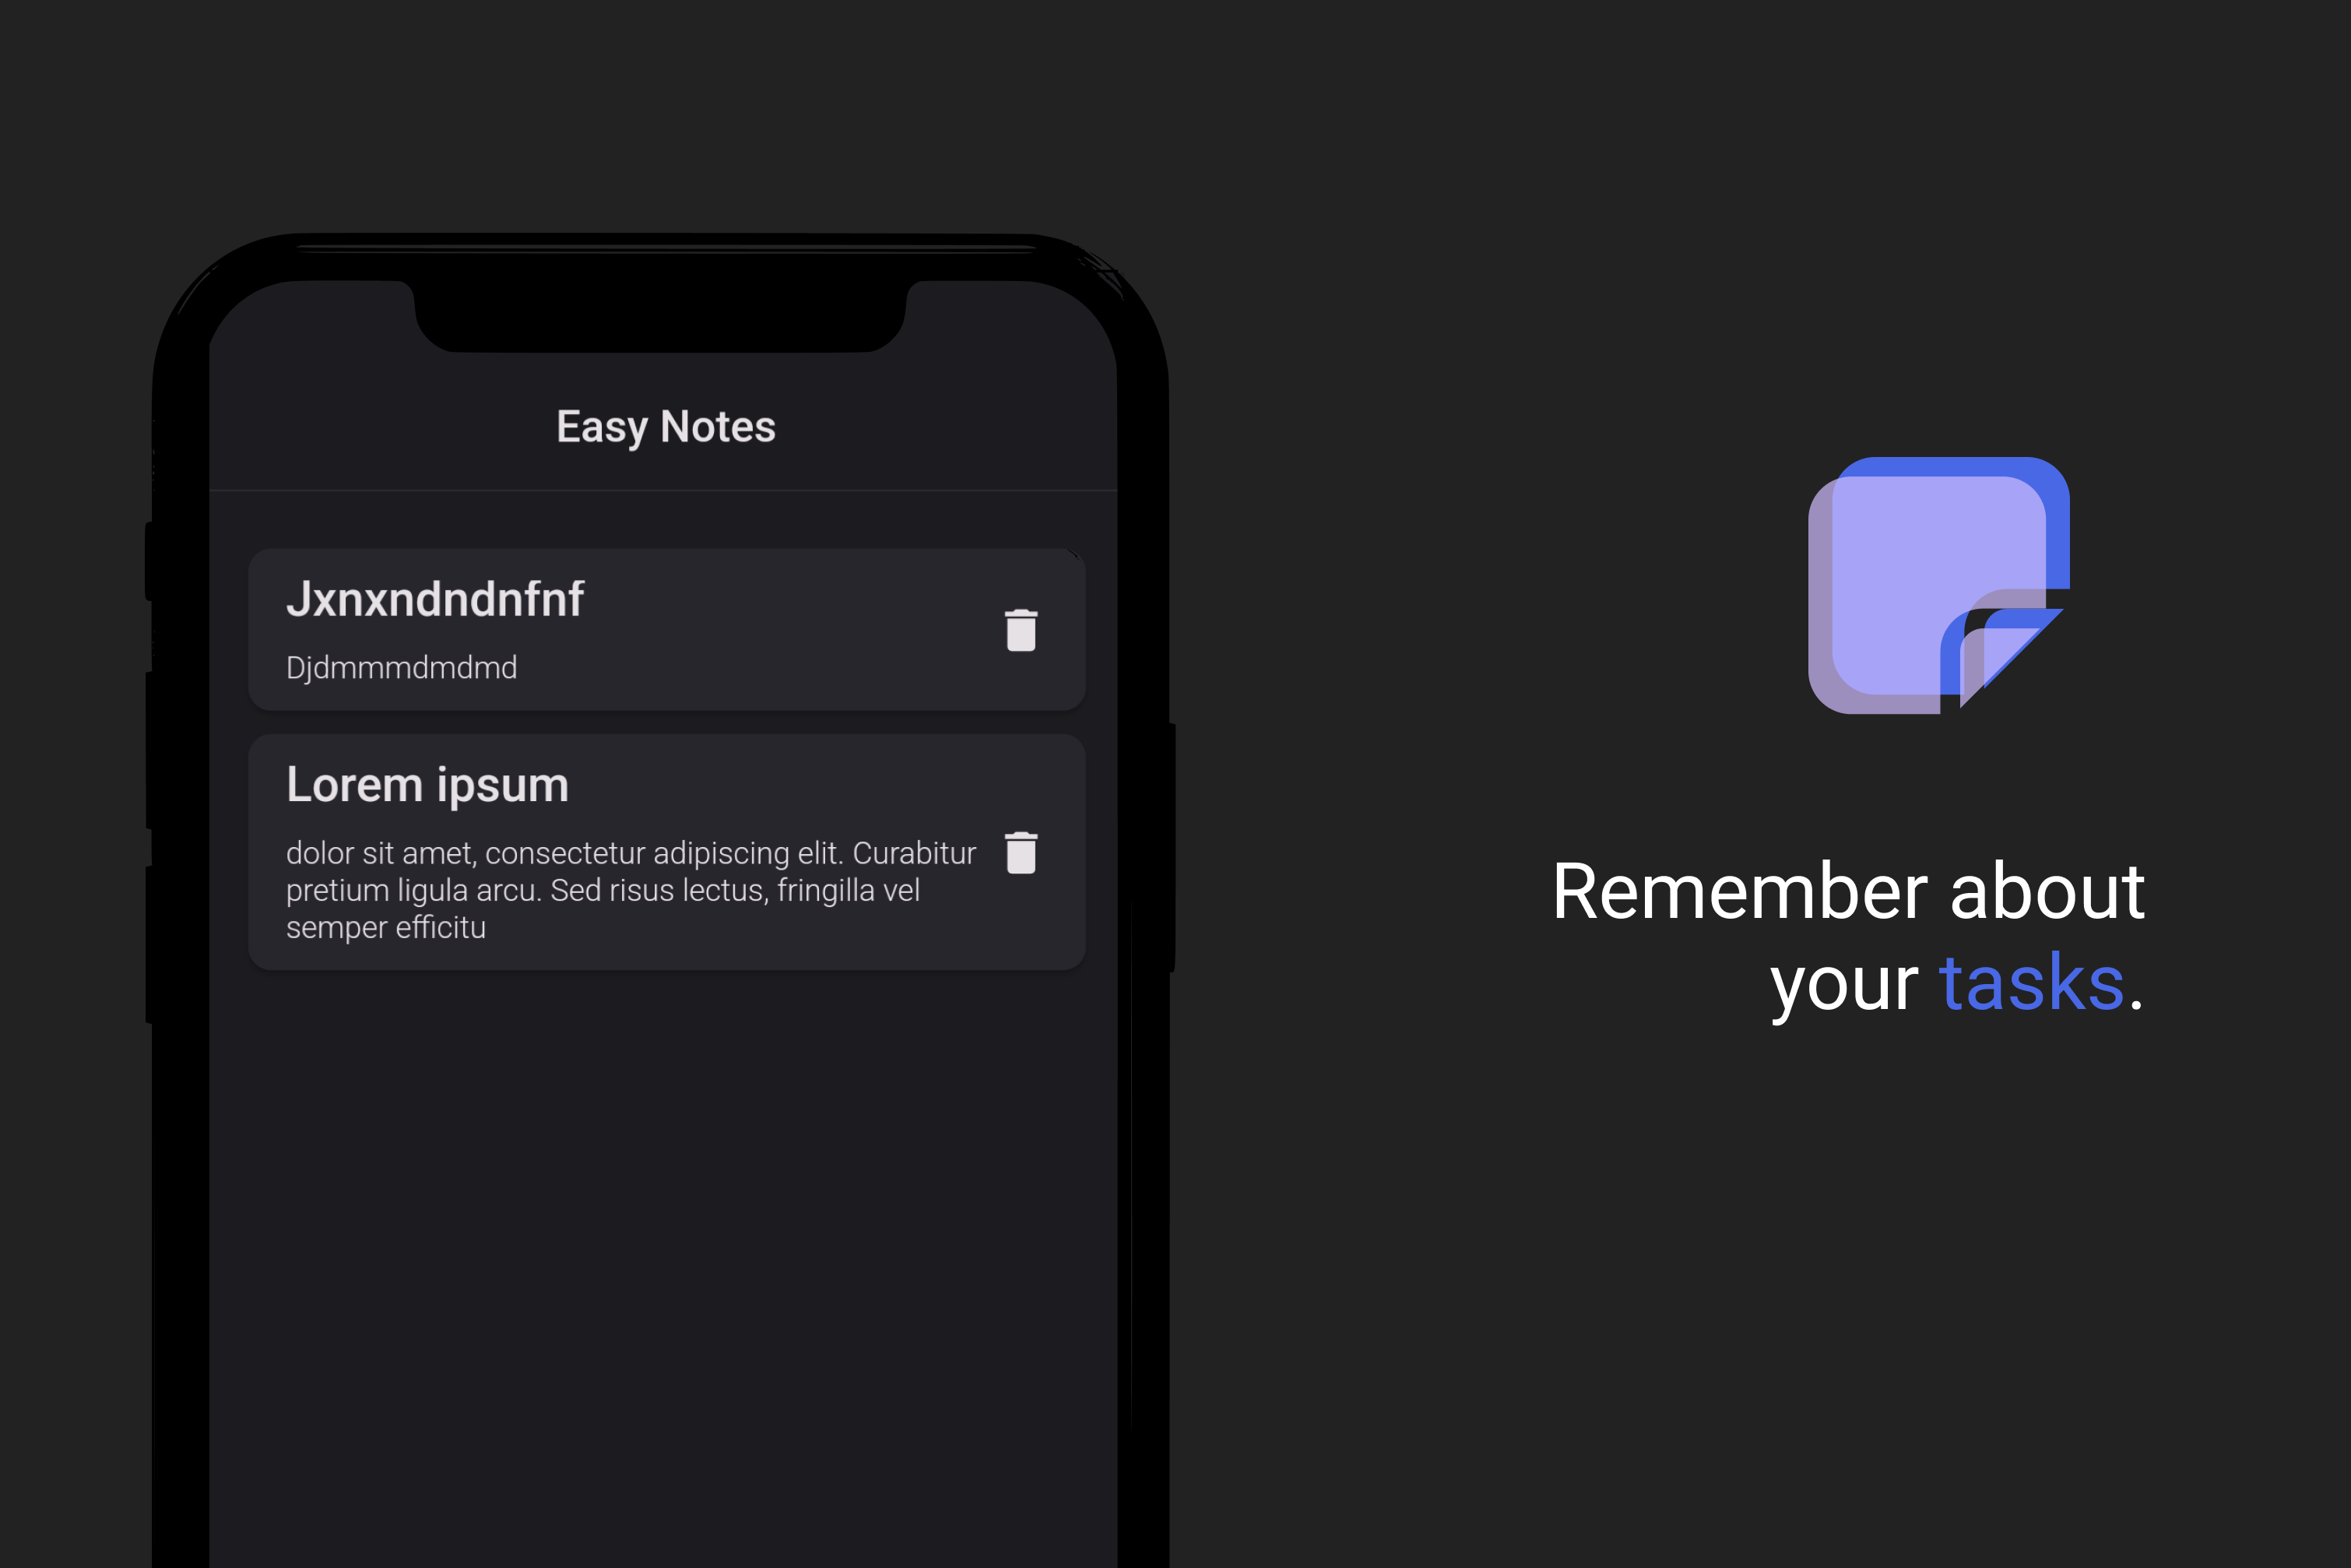 Easy Notes
Jxnxndndnfnf
Djdmmmdmdmd
Lorem ipsum
dolor sit amet, consectetur adipiscing elit. Curabitur
pretium ligula arcu. Sed risus lectus, fringilla vel
semper efficitu
Remember about
your tasks.